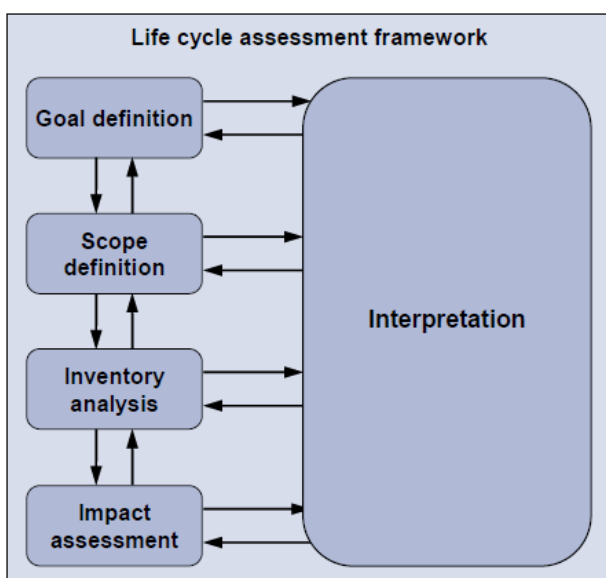 Life cycle assessment framework
Goal definition
Scope
definition
Inventory
analysis
Impact
assessment
Interpretation